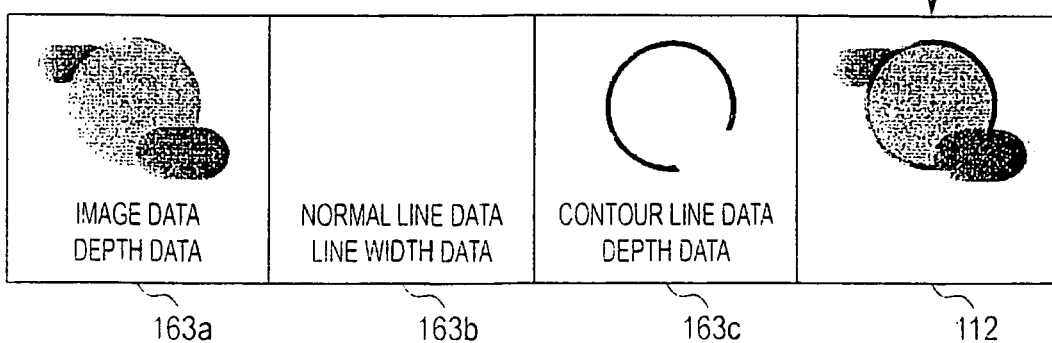 IMAGE DATA
DEPTH DATA
NORMAL LINE DATA
LINE WIDTH DATA
CONTOUR LINE DATA
DEPTH DATA
163a
163b
163c
112